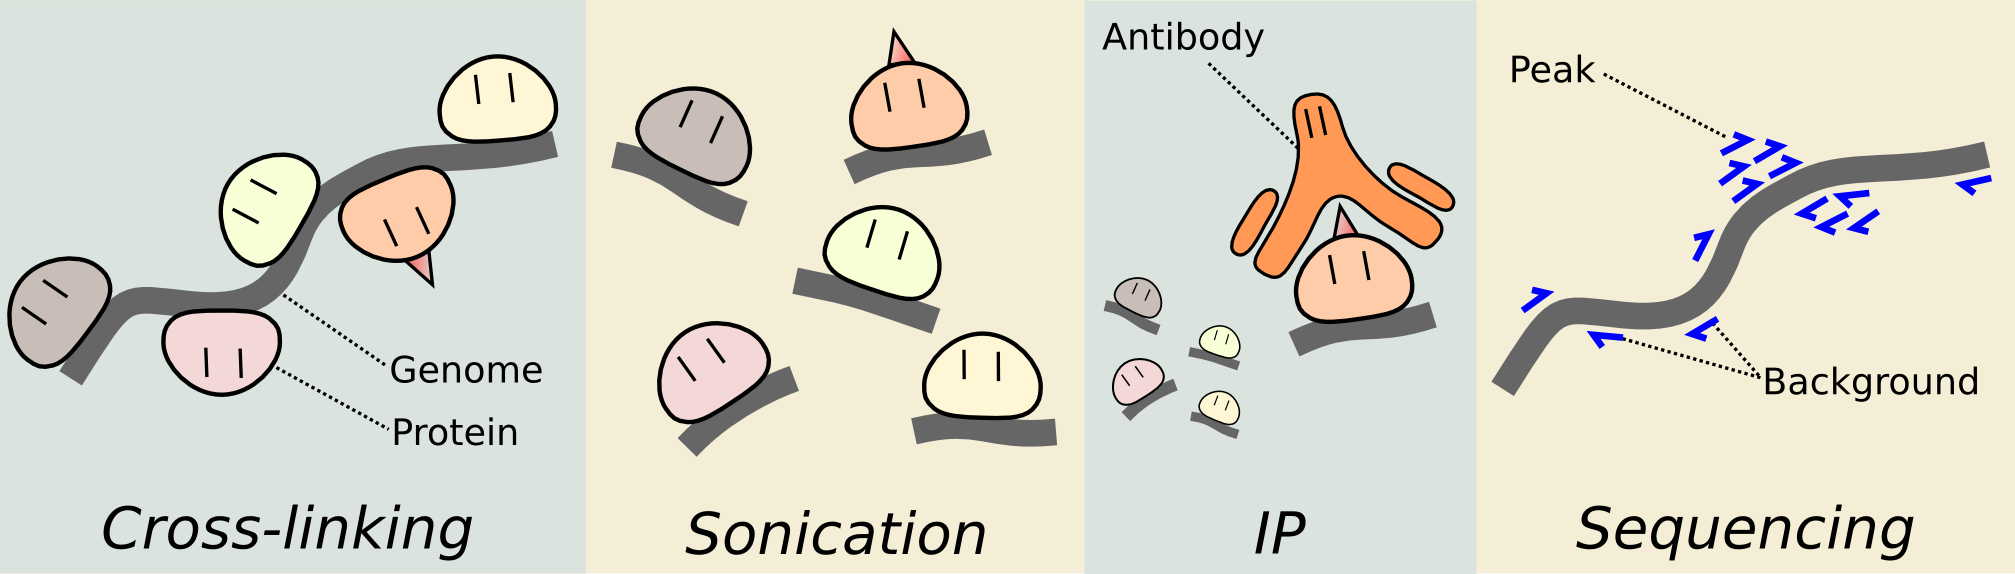 Genome
Protein
Cross-linking
Sonication
Antibody
IP
Peak
Background
Sequencing